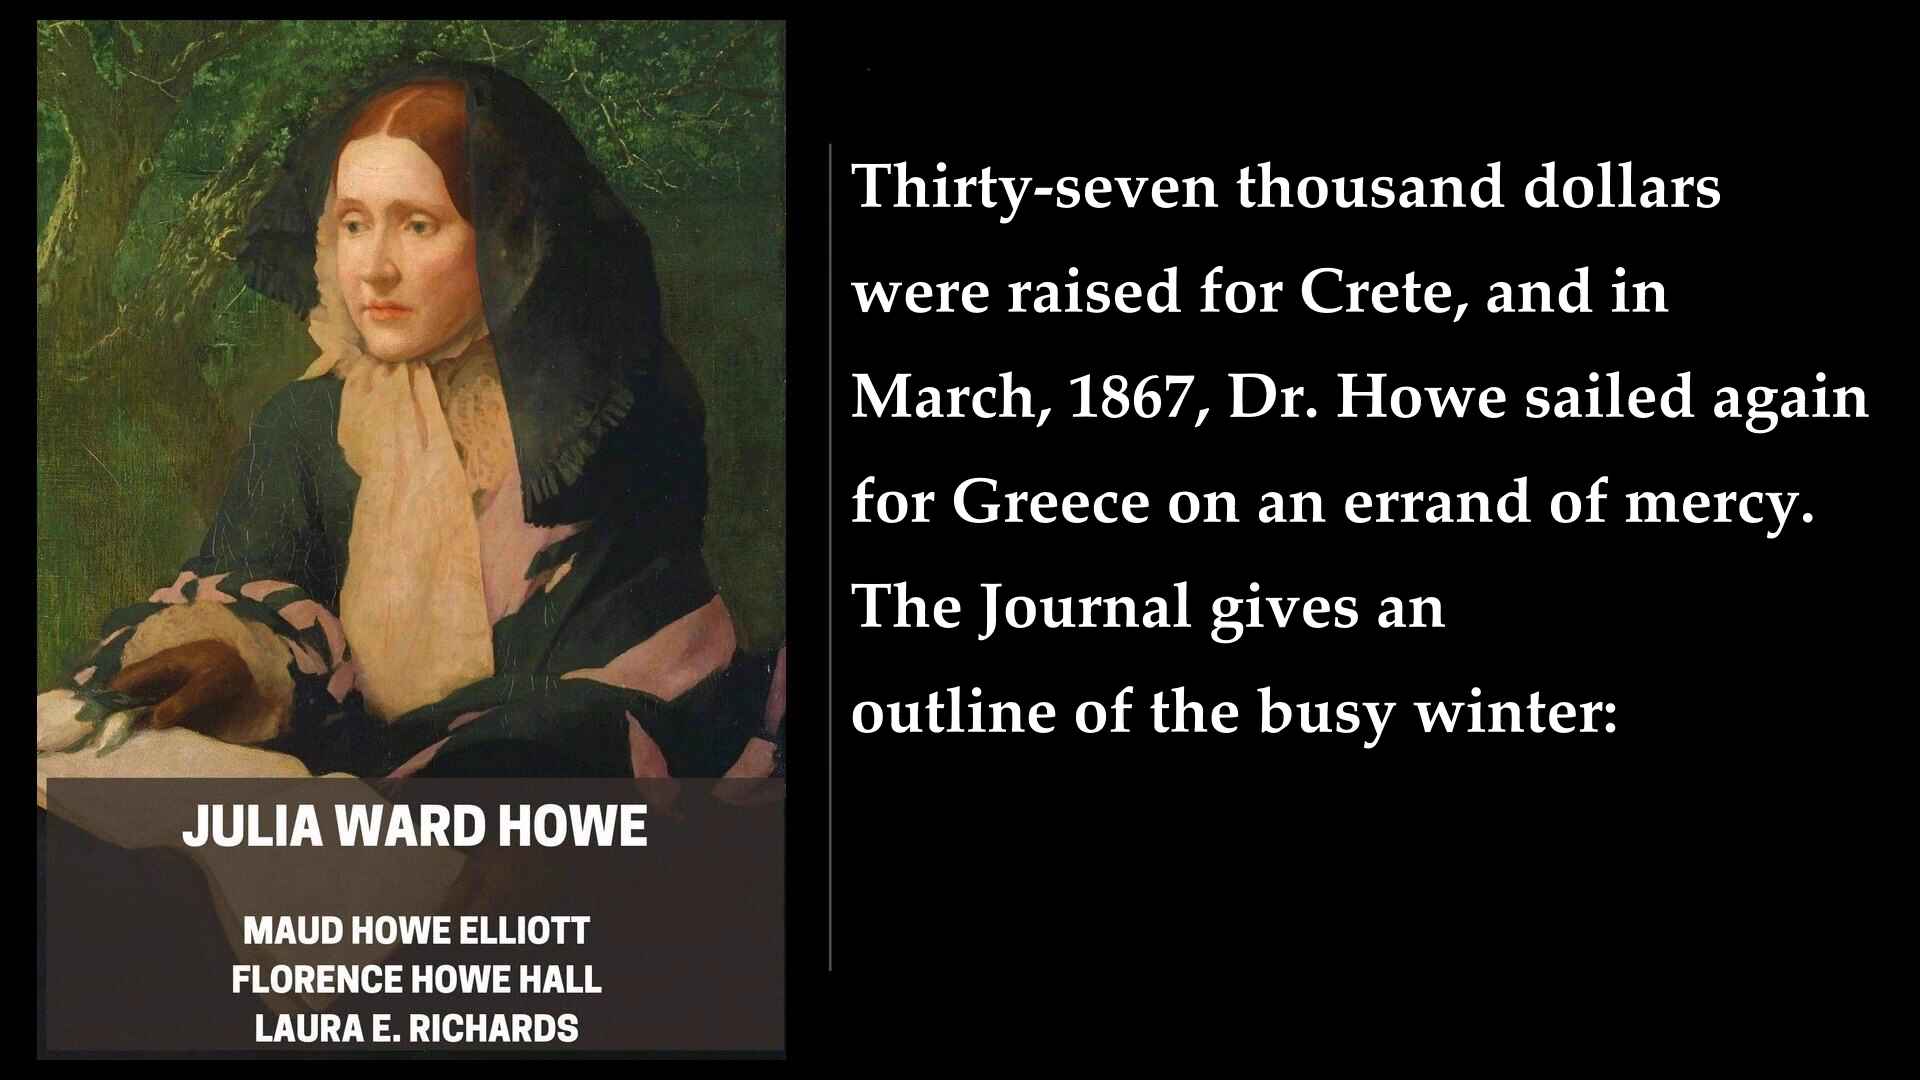 JULIA WARD HOWE
MAUD HOWE ELLIOTT
FLORENCE HOWE HALL
LAURA E. RICHARDS
Thirty-seven thousand dollars
were raised for Crete, and in
March, 1867, Dr. Howe sailed again
for Greece on an errand of mercy.
The Journal gives an
outline of the busy winter: